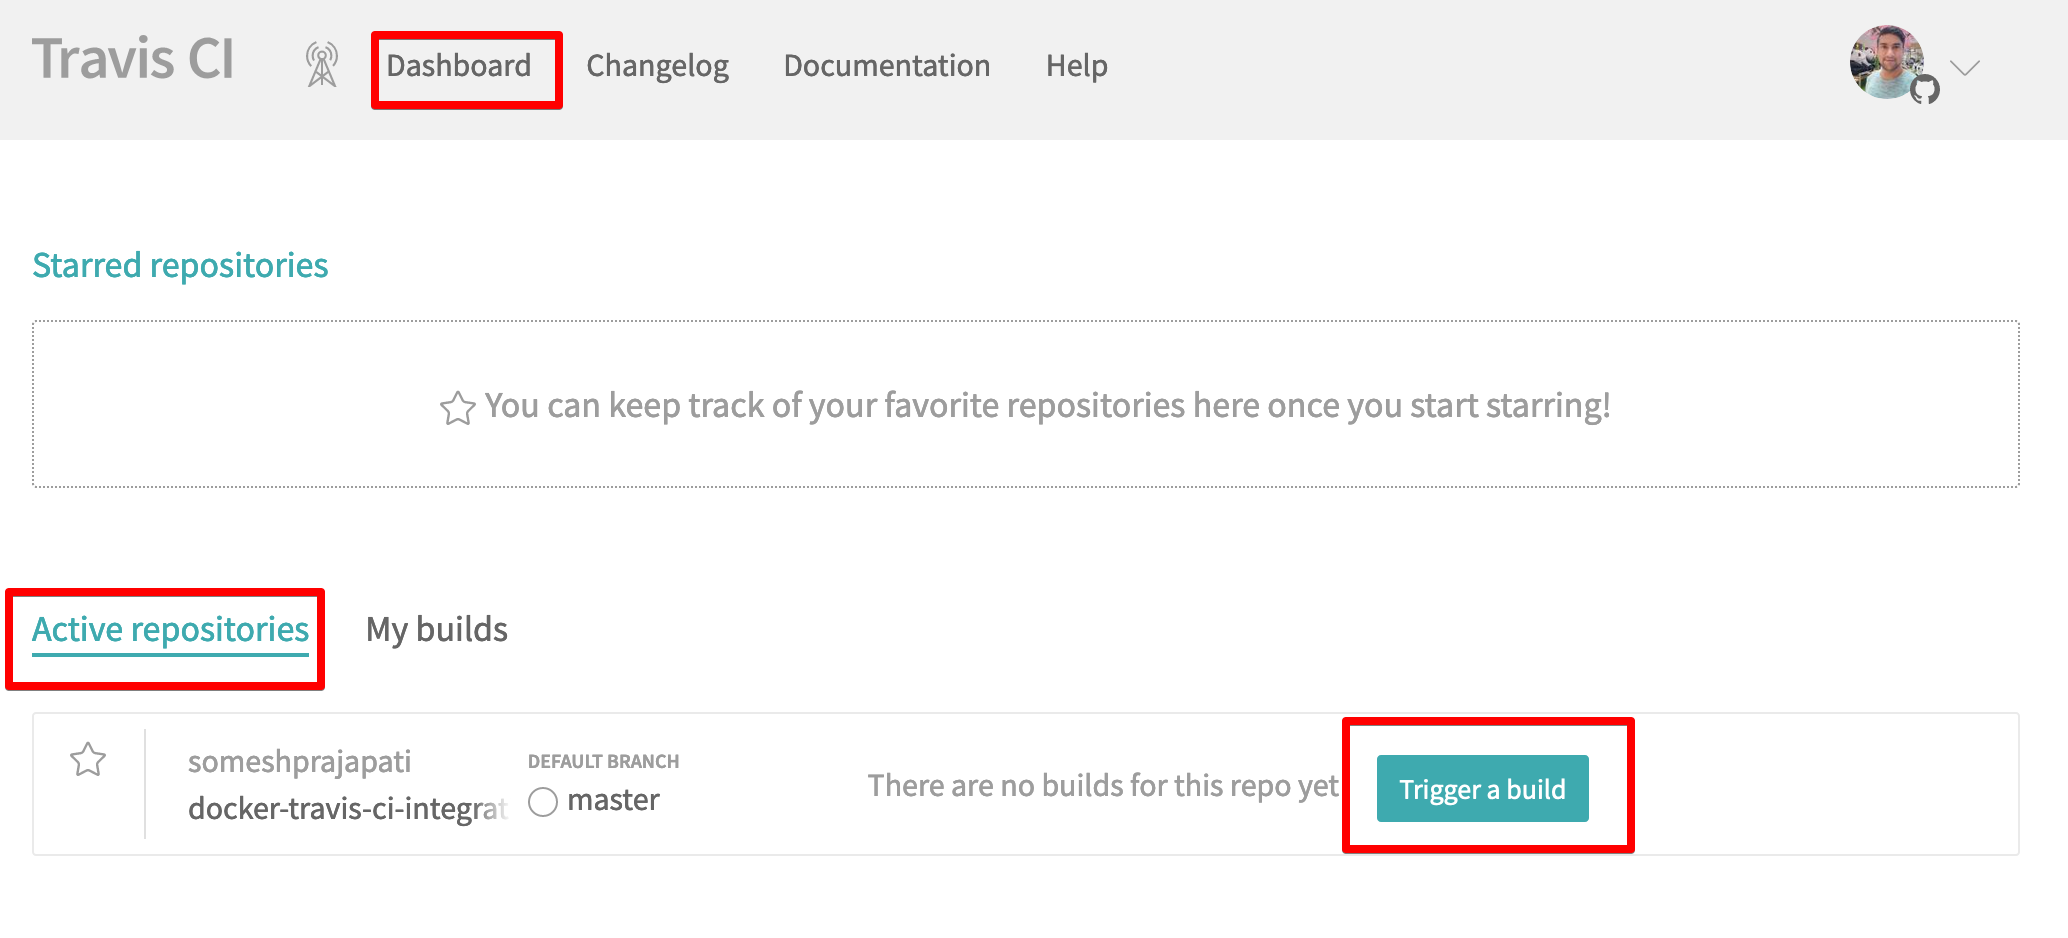 Travis CI
Dashboard
Changelog
Documentation
Help
Starred repositories
You can keep track of your favorite repositories here once you start starring!
Active repositories
My builds
someshprajapati
docker-travis-ci-integrat
DEFAULT BRANCH
master
There are no builds for this repo yet
Trigger a build